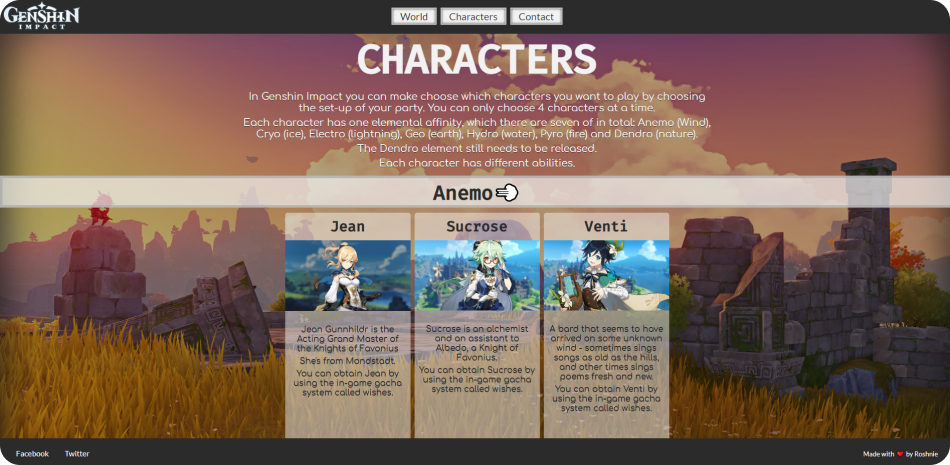 GENSHIN
IMPACT
World
Characters
Contact
CHARACTERS
In Genshin Impact you can make choose which characters you want to play by choosing
the set-up of your party. You can only choose 4 characters at a time.
Each character has one elemental affinity, which there are seven of in total: Anemo (Wind),
Cryo (ice), Electro (lightning), Geo (earth), Hydro (water), Pyro (fire) and Dendro (nature).
The Dendro element still needs to be released.
Each character has different abilities.
Anemo
Jean
Jean Gunnhildr is the
Acting Grand Master of
the Knights of Favonius
She's from Mondstadt.
You can obtain Jean by
using the in-game gacha
system called wishes.
Sucrose
Sucrose is an alchemist
and an assistant to
Albedo, a Knight of
Favonius.
You can obtain Sucrose by
using the in-game gacha
system called wishes.
Venti
A bard that seems to have
arrived on some unknown
wind - sometimes sings
songs as old as the hills,
and other times sings
poems fresh and new.
You can obtain Venti by
using the in-game gacha
system called wishes.
Facebook
Twitter
Made with ❤ by Roshnie